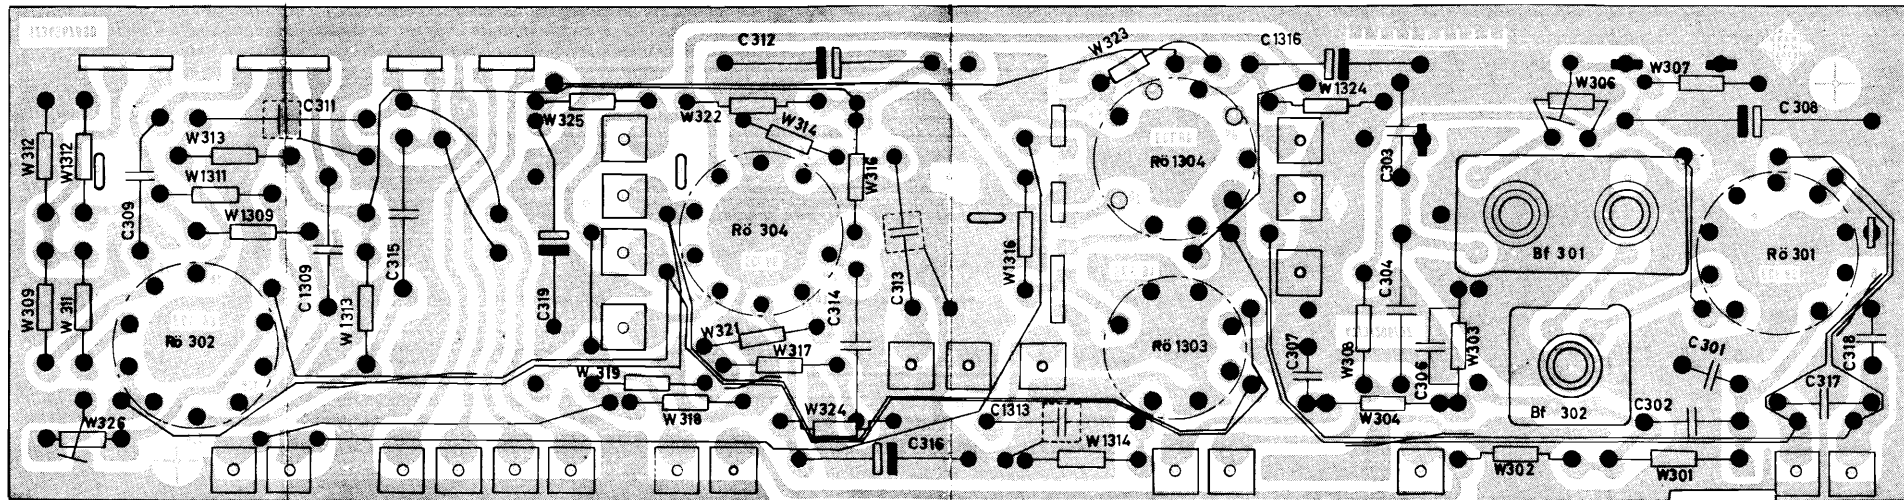 C 312
W 323
C 1316
W 307
W 306
C 311
W 325
W 322
W 1324
C 308
W 312
W 1312
W 313
W 314
C 303
W 316
Rö 1304
W 1311
W 1309
C 309
Rö 304
C 315
C 1309
C 319
C 313
W 1316
C 304
Bf 301
Rö 301
W 309
W 311
W 1313
C 314
Rö 302
W 321
W 317
Rö 1303
C 307
W 308
C 306
W 303
C 301
C 318
W 319
W 318
C 317
W 326
W 324
C 1313
W 304
Bf 302
C 302
C 316
W 1314
W 302
W 301